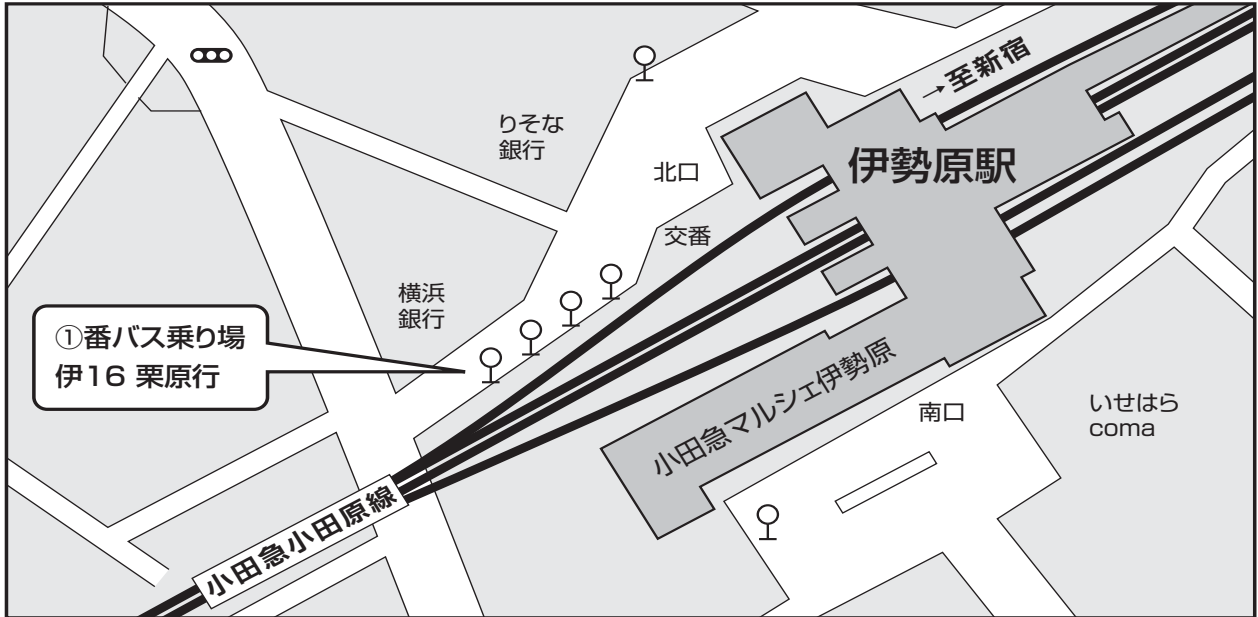 →至新宿
りそな
銀行
伊勢原駅
北口
交番
横浜
銀行
①番バス乗り場
伊16 栗原行
小田急マルシェ伊勢原
いせはら
coma
南口
小田急小田原線